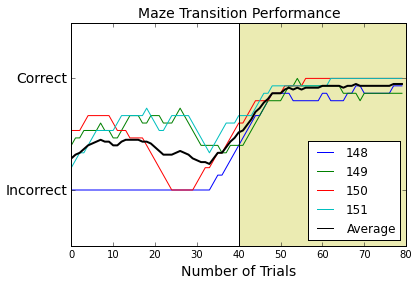 Maze Transition Performance
Correct
Incorrect
148
149
150
151
Average
0 10 20 30 40 50 60 70 80
Number of Trials